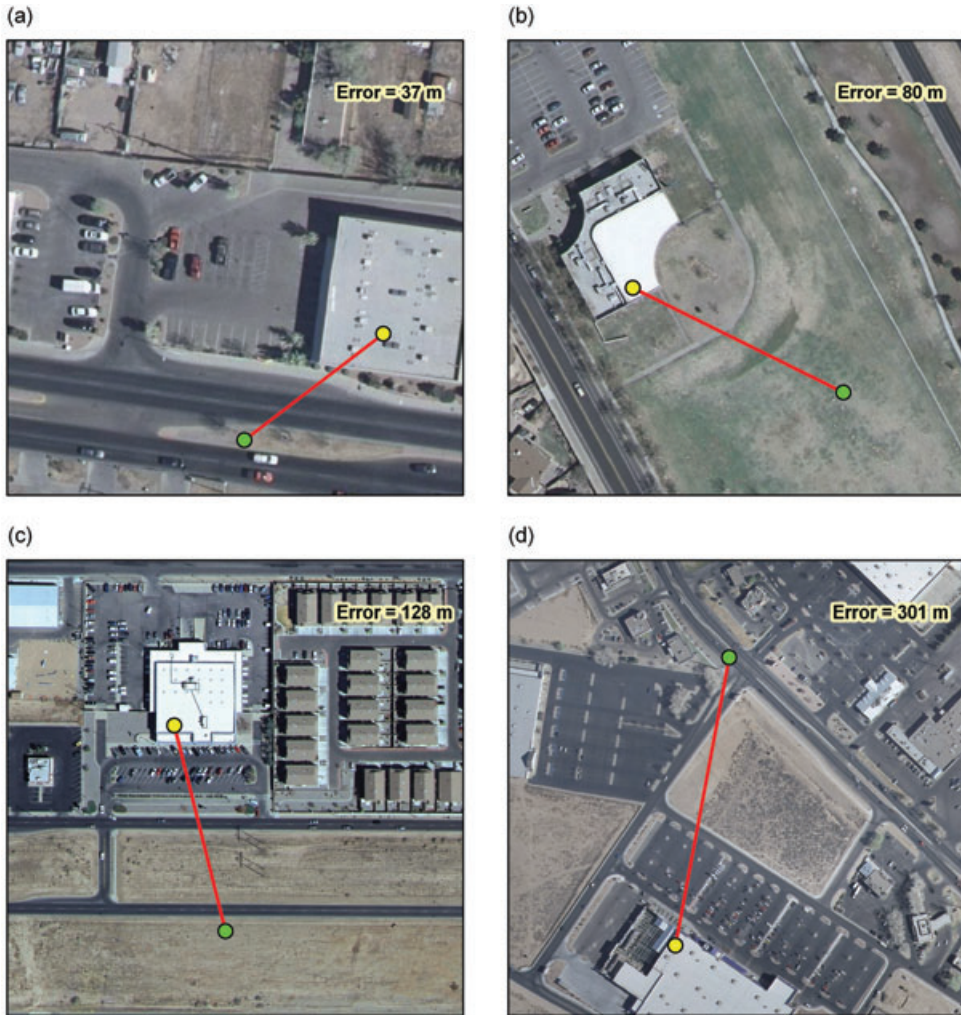 (a)
(b)
Error = 37 m
Error = 80 m
(c)
(d)
Error = 128 m
Error = 301 m